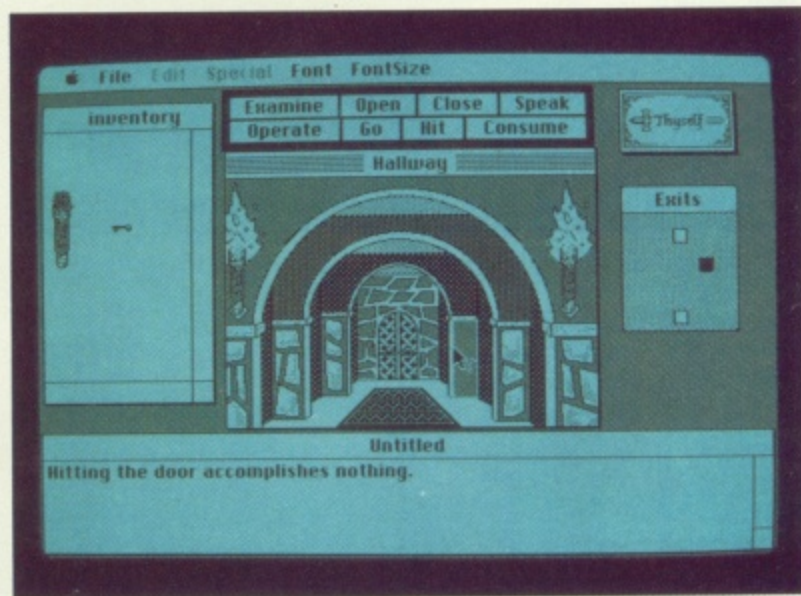 File Edit Special Font FontSize
inventory
Examine Open Close Speak
Operate Go Hit Consume
Thyself
Hallway
Exits
Untitled
Hitting the door accomplishes nothing.